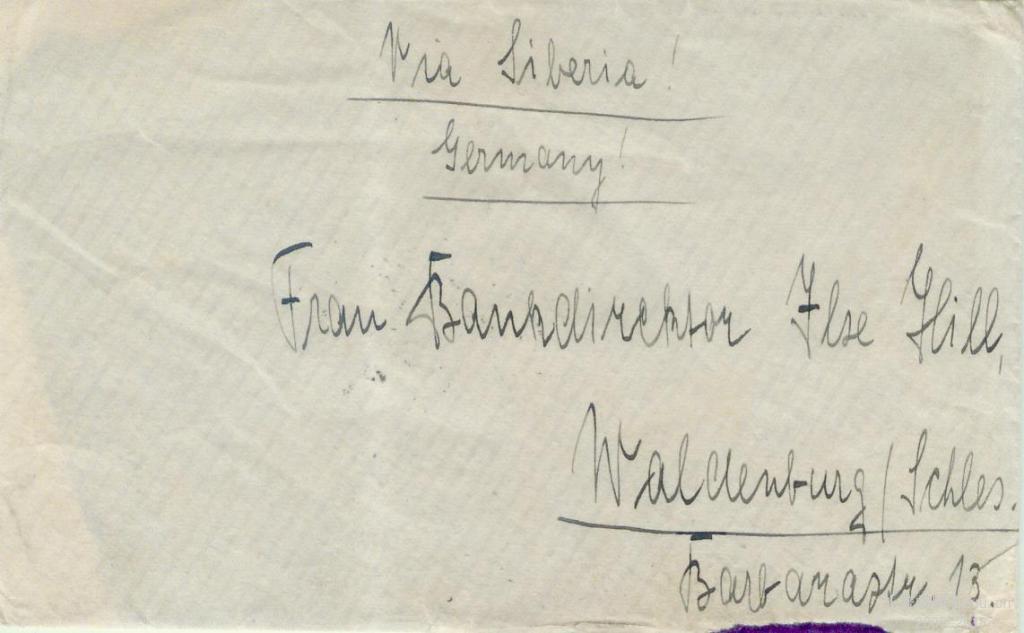 Via Siberia!
Germany!
Frau Bankdirektor Ilse Hill,
Waldenburg/Schles.
Barbarastr. 13.